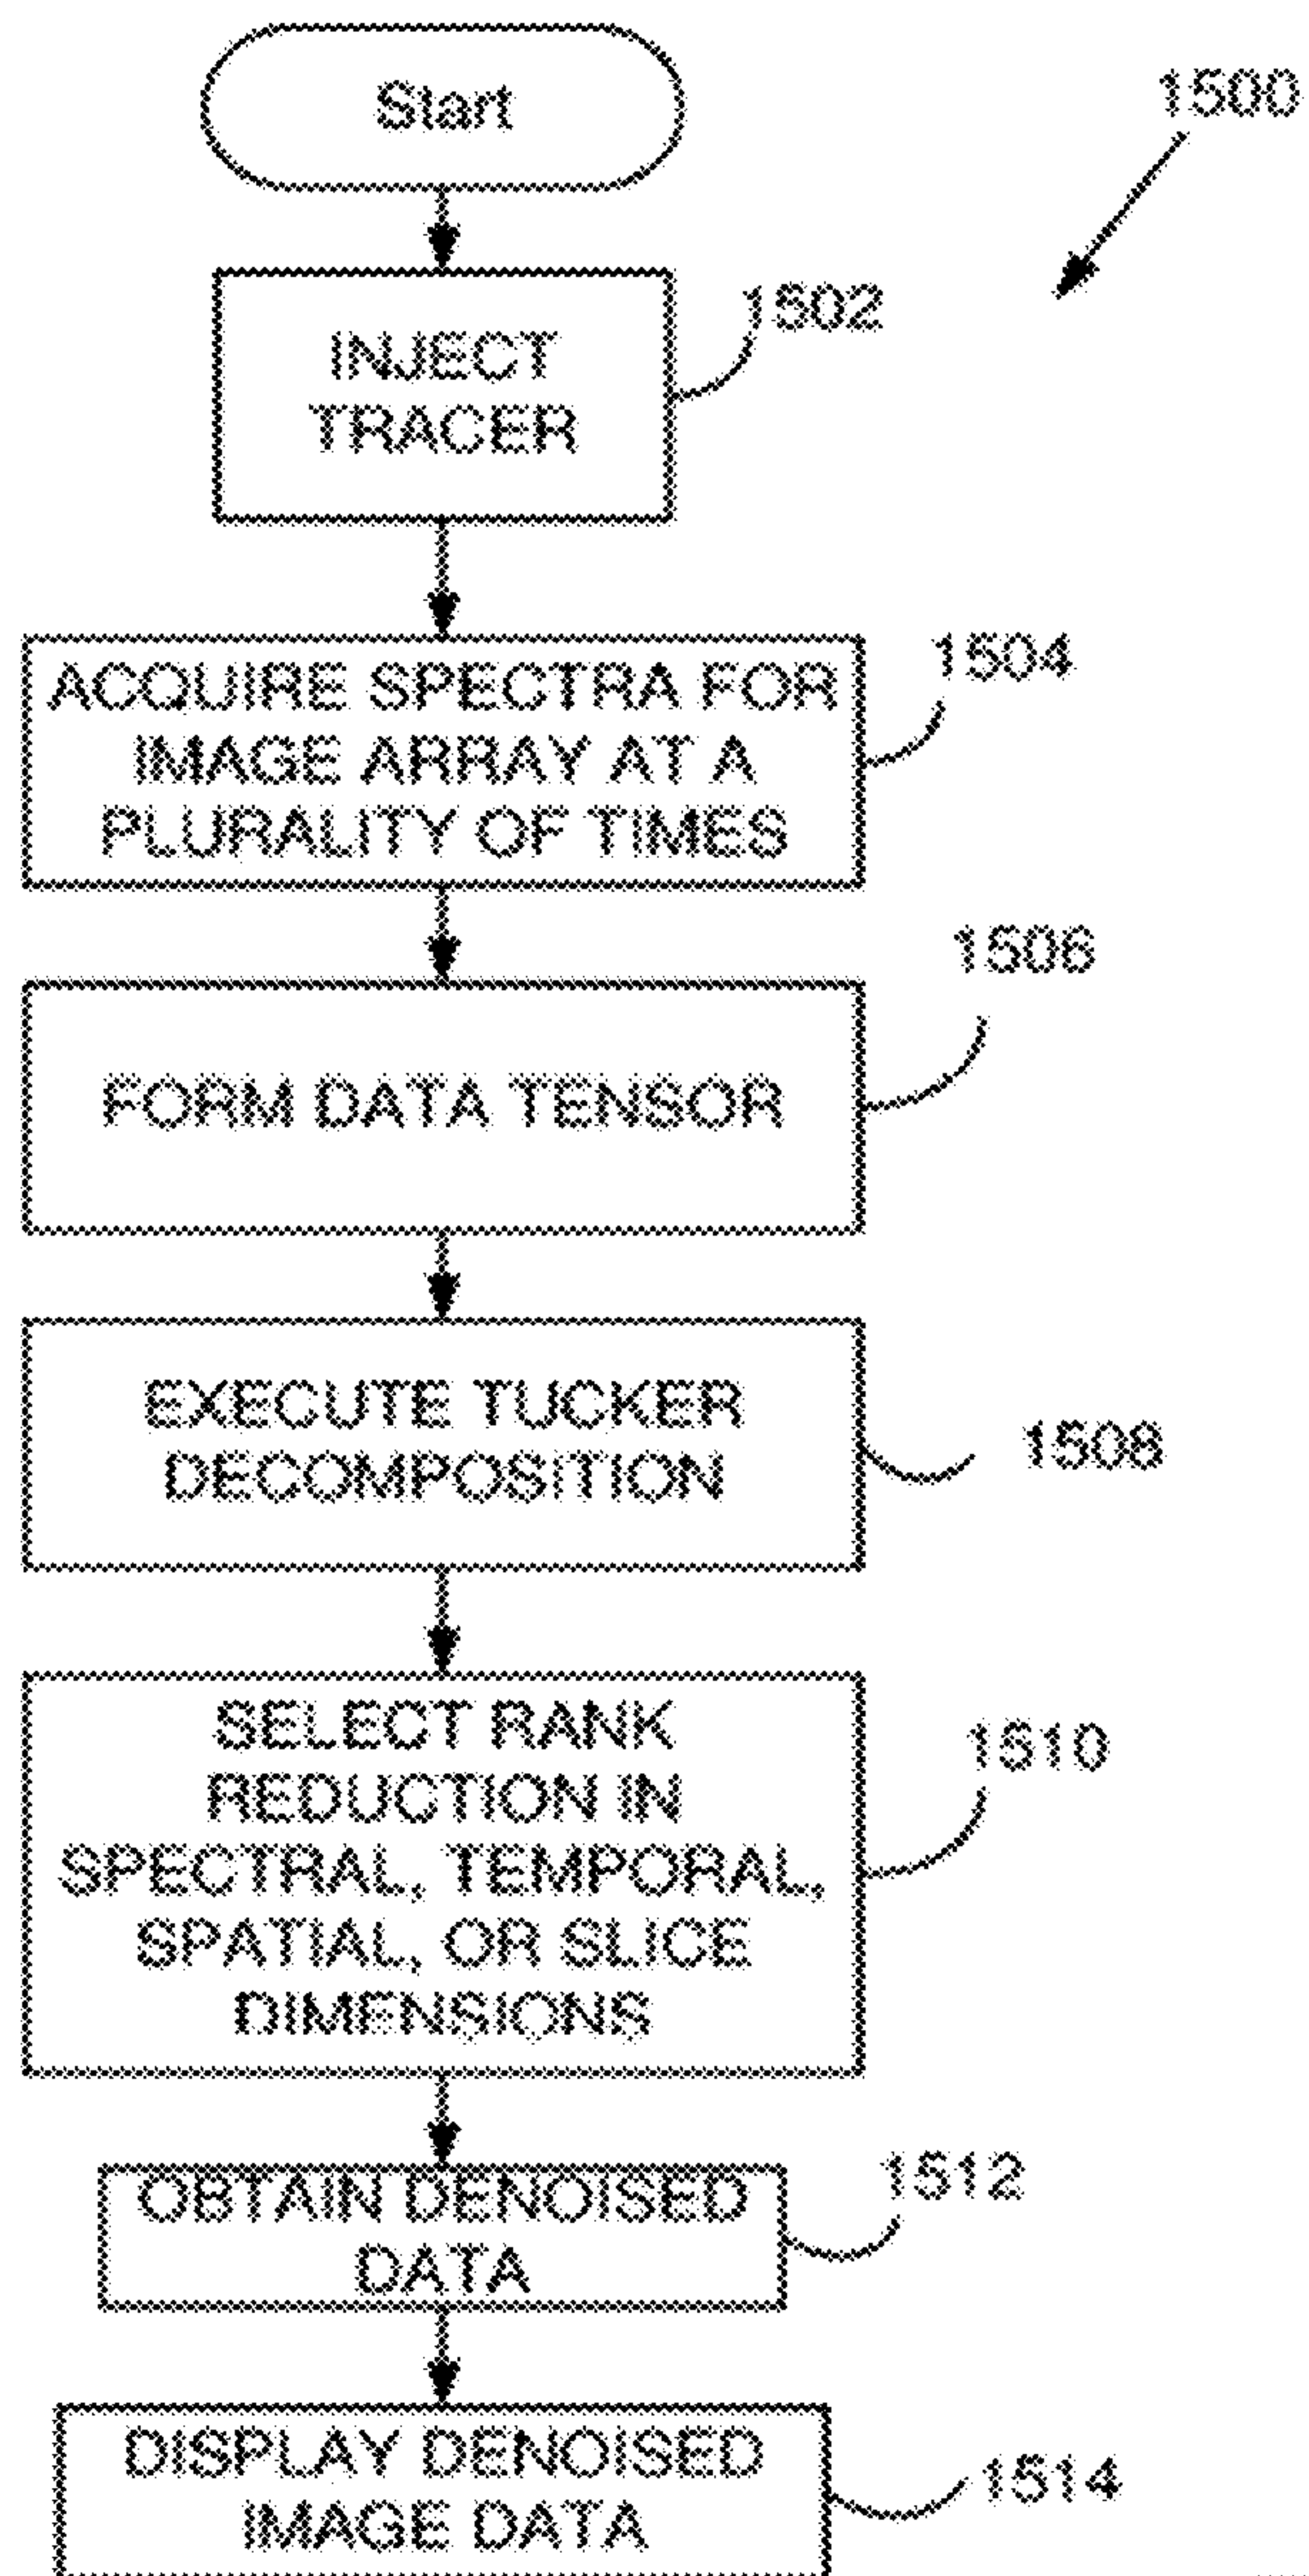 Start
1500
INJECT
TRACER
1502
ACQUIRE SPECTRA FOR
IMAGE ARRAY AT A
PLURALITY OF TIMES
1504
FORM DATA TENSOR
1506
EXECUTE TUCKER
DECOMPOSITION
1508
SELECT RANK
REDUCTION IN
SPECTRAL, TEMPORAL,
SPATIAL, OR SLICE
DIMENSIONS
1510
OBTAIN DENOISED
DATA
1512
DISPLAY DENOISED
IMAGE DATA
1514